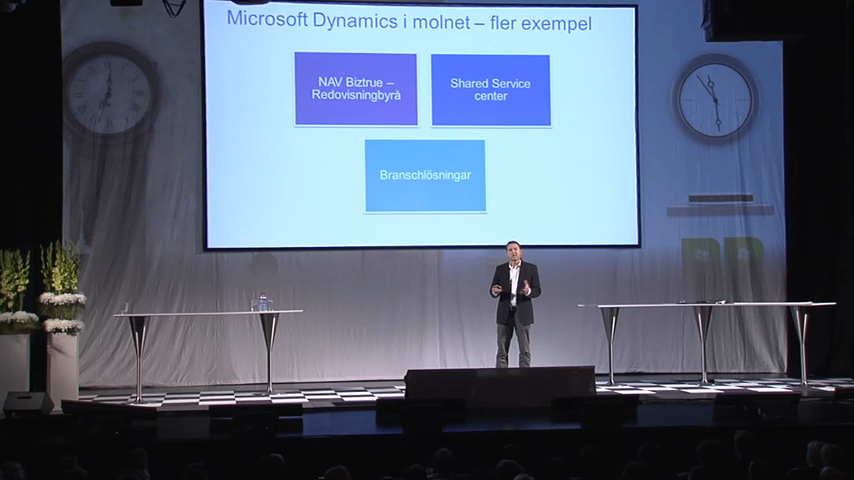 Microsoft Dynamics i molnet – fler exempel
NAV Biztrue –
Redovisningbyrå
Shared Service
center
Branschlösningar